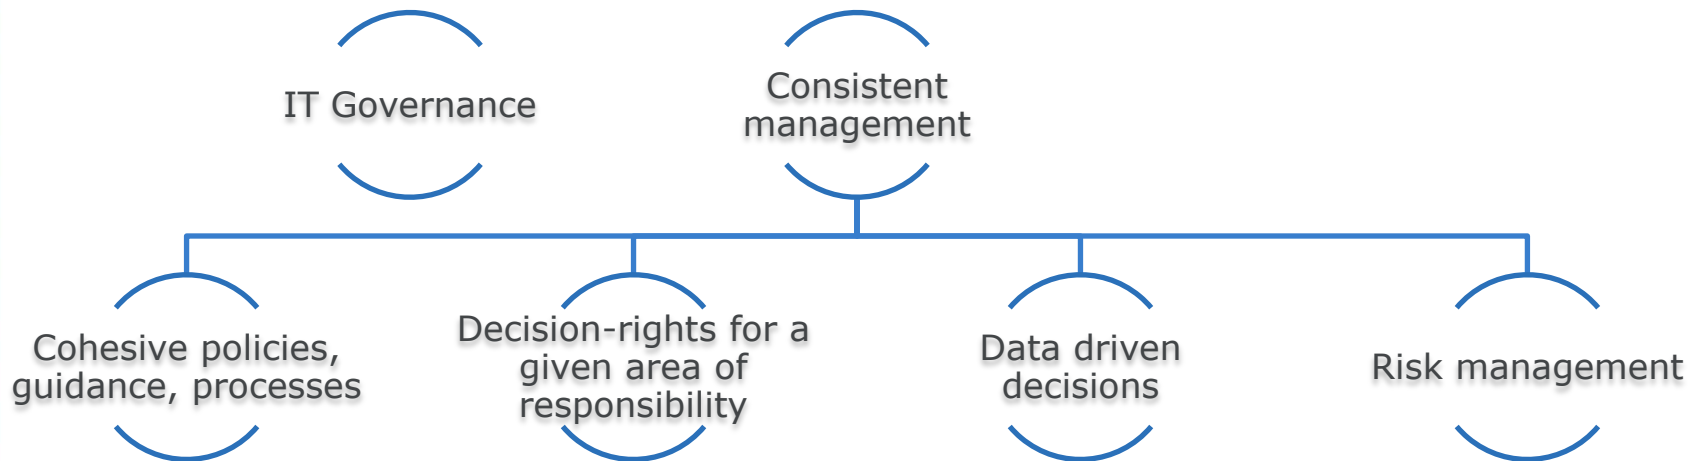 IT Governance
Consistent
management
Cohesive policies,
guidance, processes
Decision-rights for a
given area of
responsibility
Data driven
decisions
Risk management